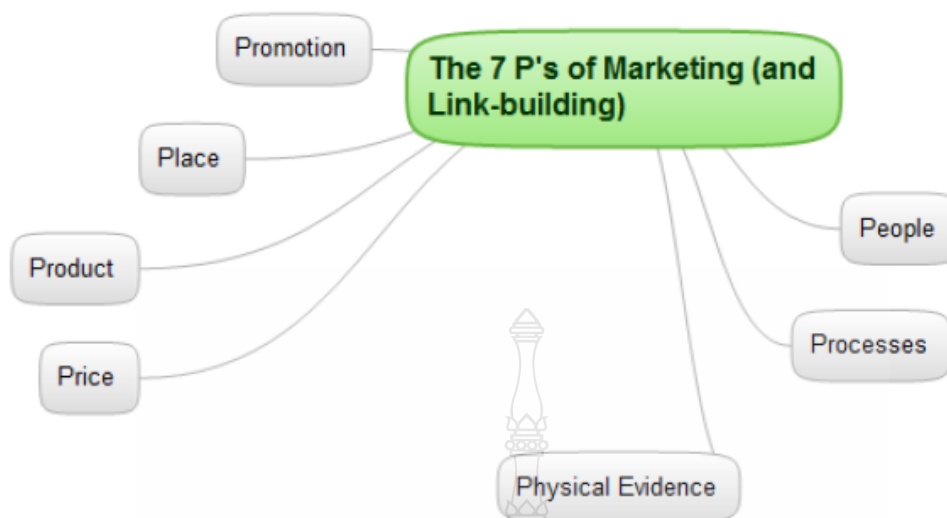 Promotion
The 7 P's of Marketing (and
Link-building)
Place
People
Product
Processes
Price
Physical Evidence